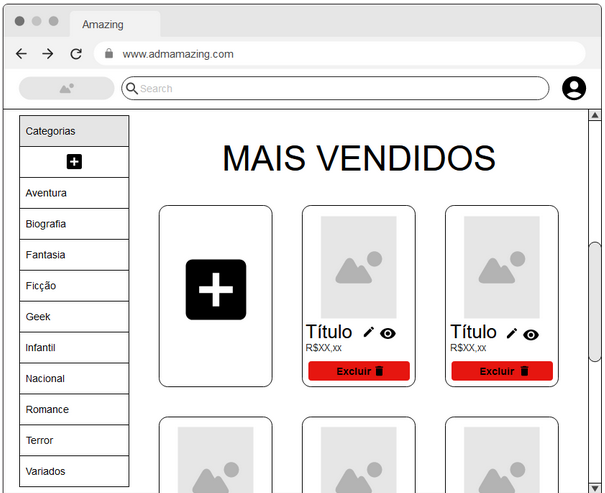 Amazing
www.admamazing.com
Search
Categorias
Aventura
Biografia
Fantasia
Ficção
Geek
Infantil
Nacional
Romance
Terror
Variados
MAIS VENDIDOS
Título
R$XX,xx
Excluir
Título
R$XX,xx
Excluir